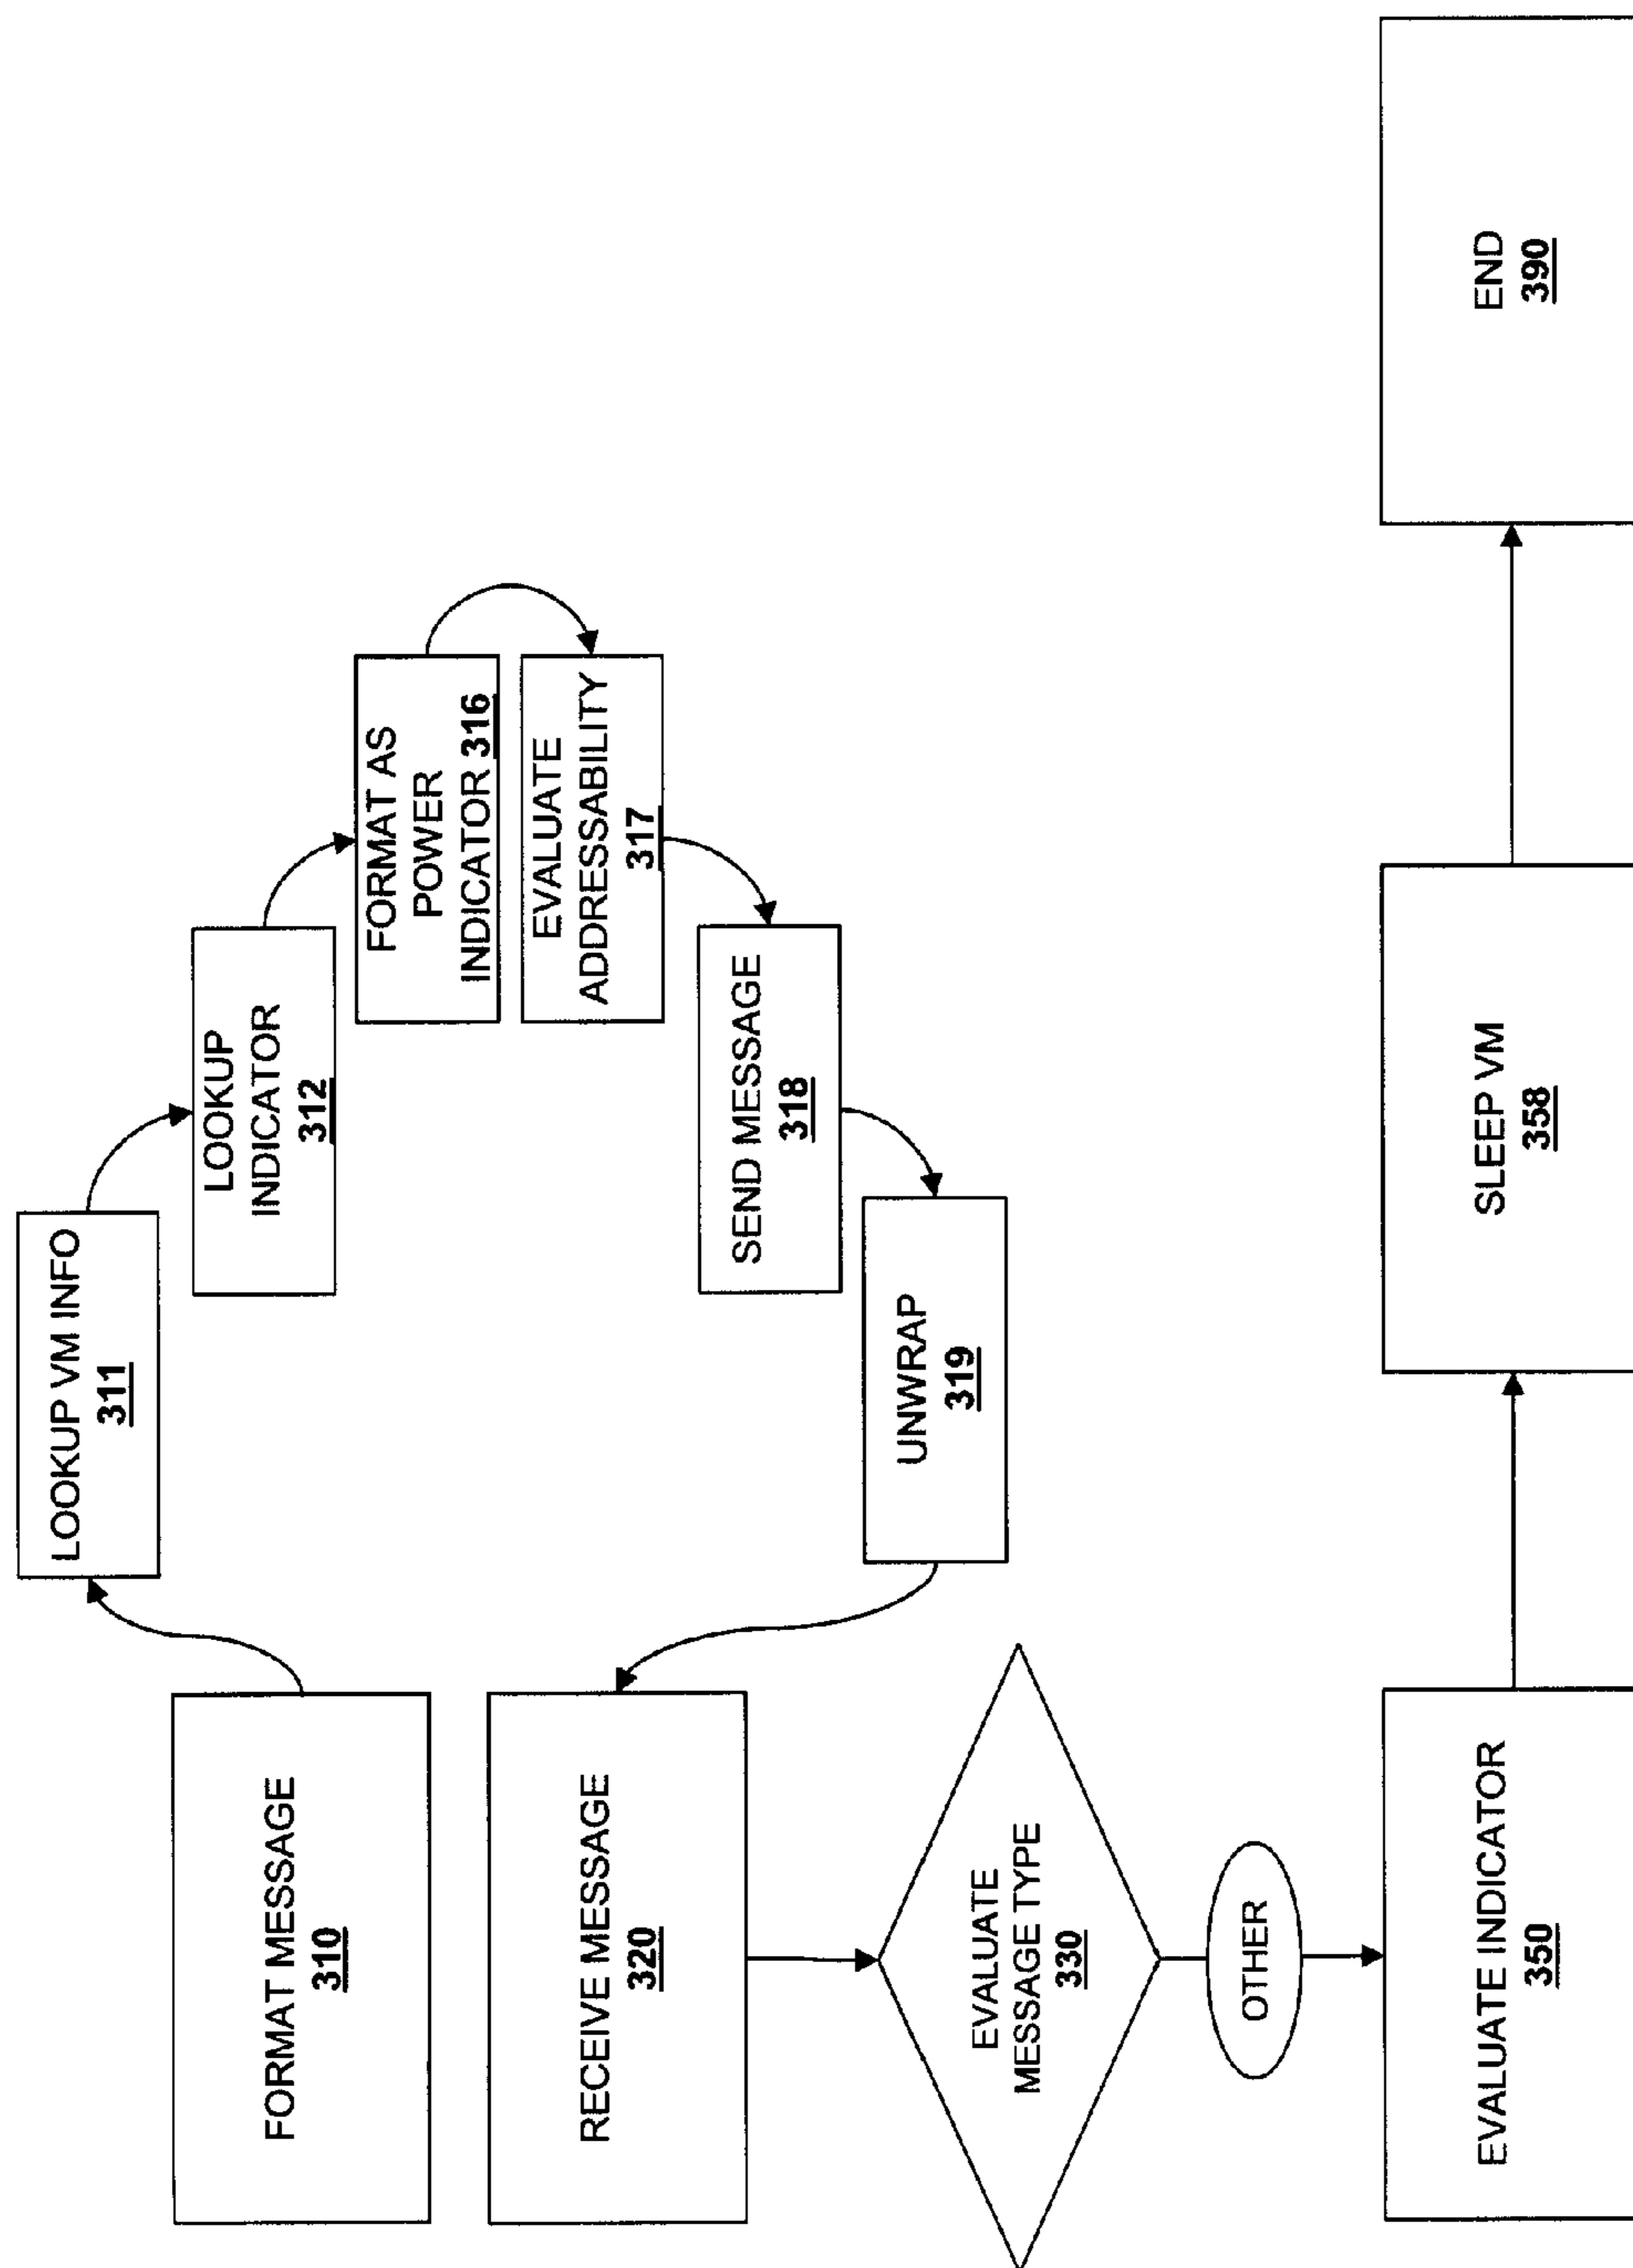 FORMAT MESSAGE
310
LOOKUP VM INFO
311
LOOKUP
INDICATOR
312
FORMAT AS
POWER
INDICATOR 316
EVALUATE
ADDRESSABILITY
317
SEND MESSAGE
318
UNWRAP
319
RECEIVE MESSAGE
320
EVALUATE
MESSAGE TYPE
330
OTHER
EVALUATE INDICATOR
350
SLEEP VM
358
END
390